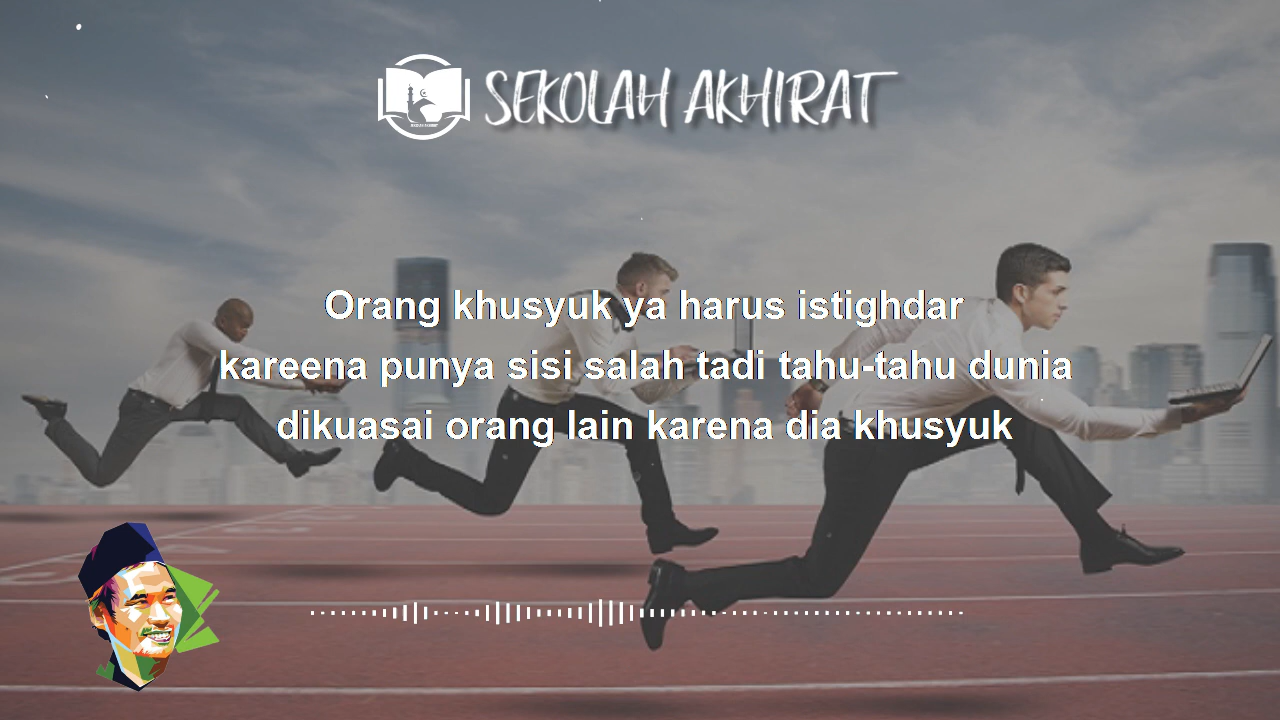 SEKOLAH AKHIRAT
Orang khusyuk ya harus istighdar
kareena punya sisi salah tadi tahu-tahu dunia
dikuasai orang lain karena dia khusyuk